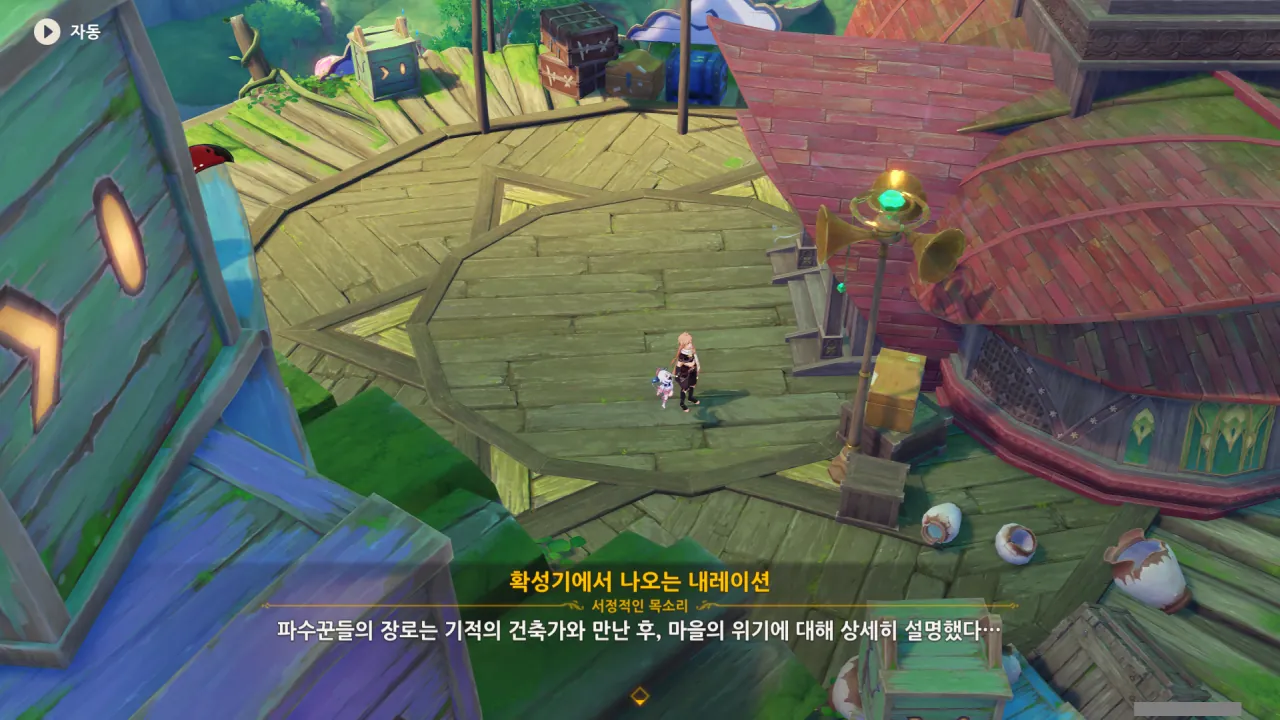 자동
확성기에서 나오는 내레이션
서정적인 목소리
파수꾼들의 장로는 기적의 건축가와 만난 후, 마을의 위기에 대해 상세히 설명했다…